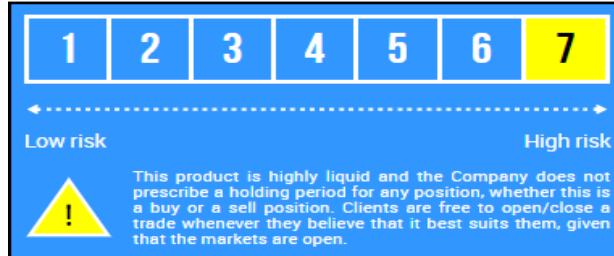 1 2 3 4 5 6 7
Low risk High risk
This product is highly liquid and the Company does not
prescribe a holding period for any position, whether this is
! a buy or a sell position. Clients are free to open/close a
trade whenever they believe that it best suits them, given
that the markets are open.